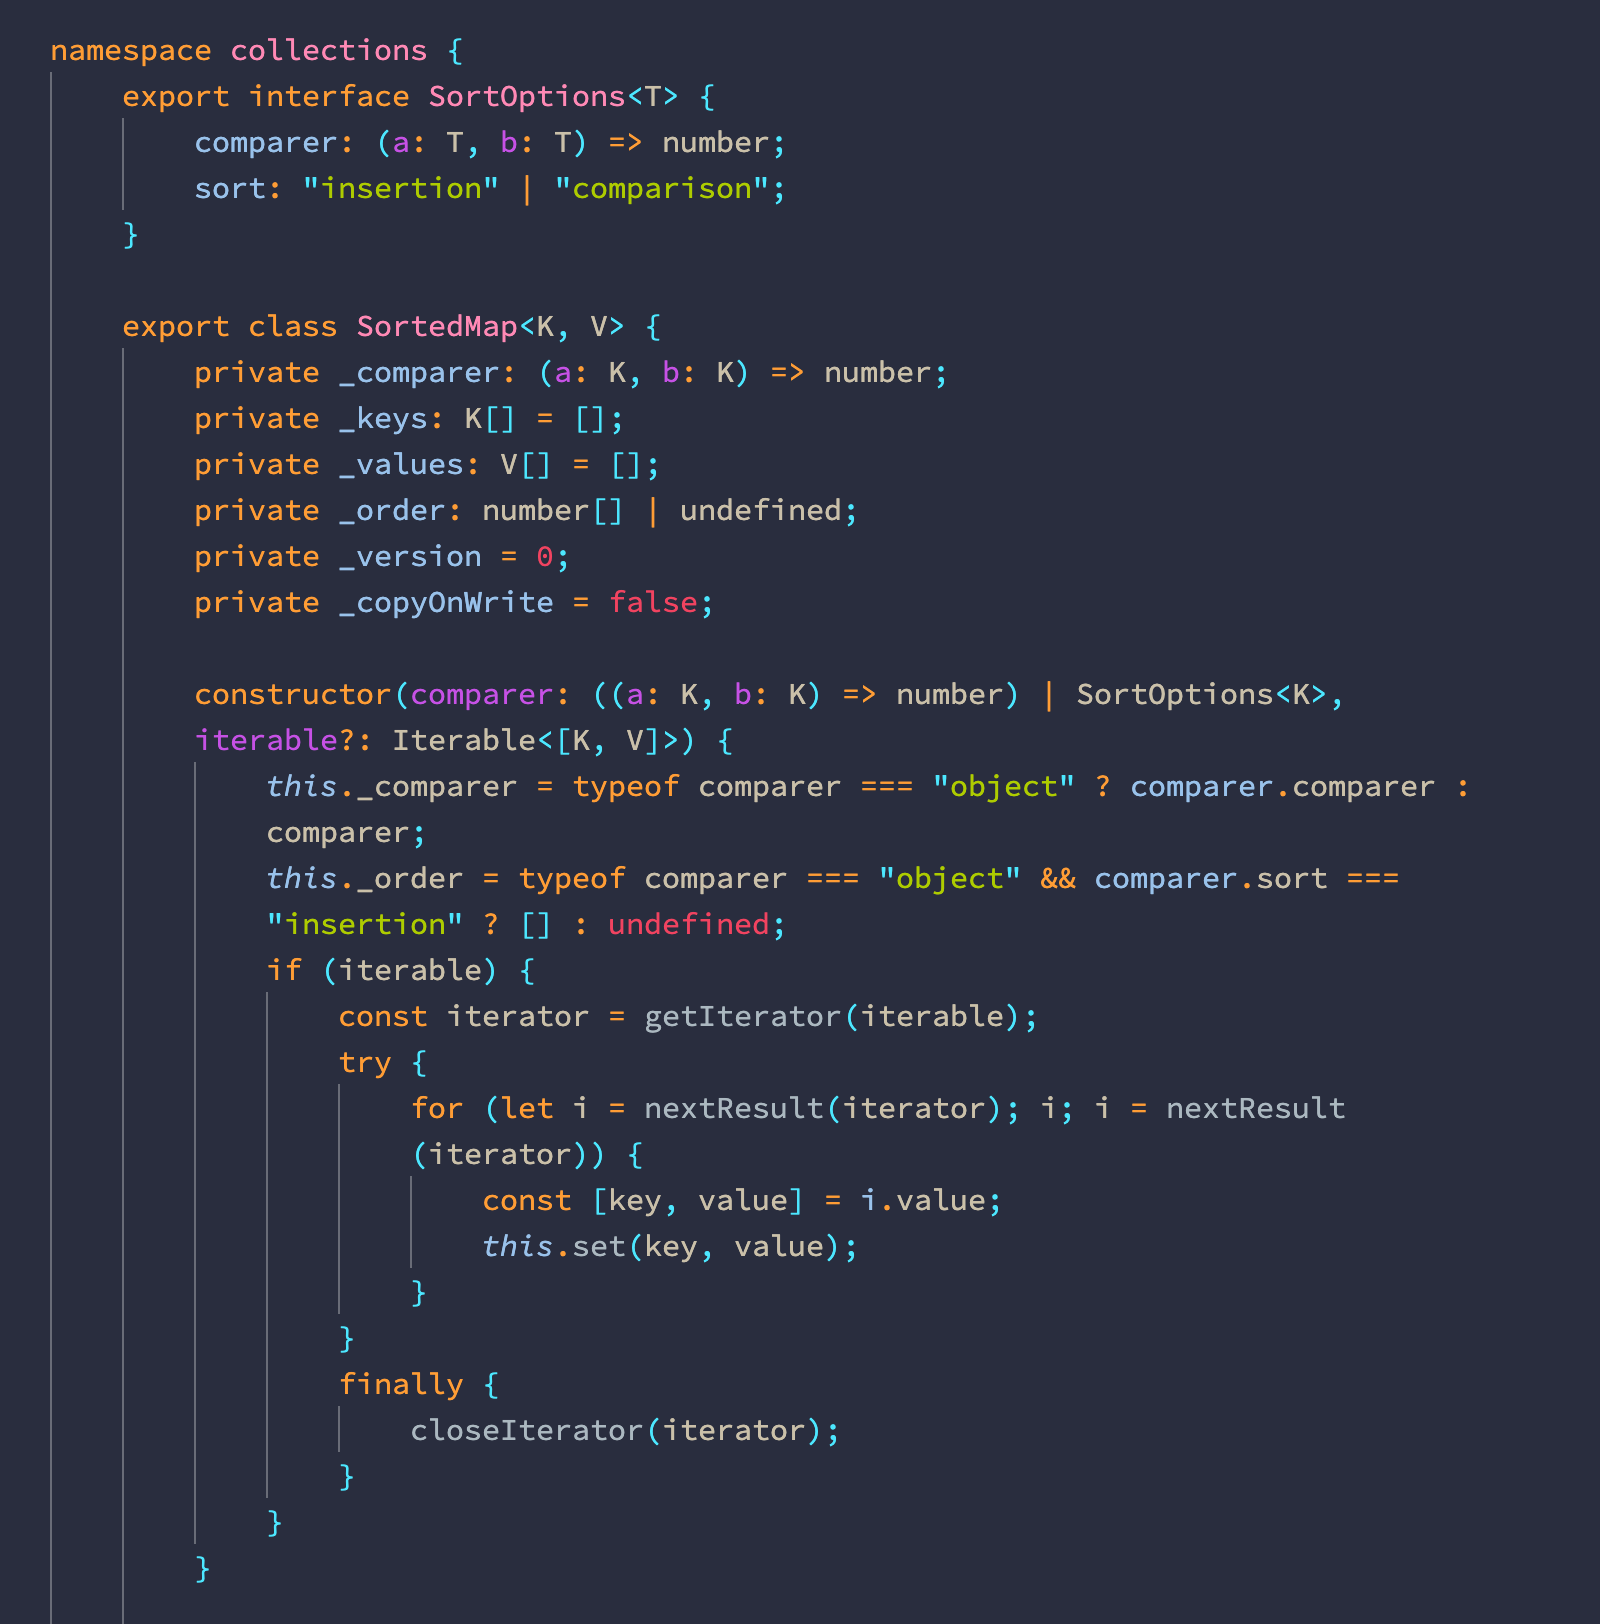 namespace collections {
export interface SortOptions<T> {
comparer: (a: T, b: T) => number;
sort: "insertion" | "comparison";
}
export class SortedMap<K, V> {
private _comparer: (a: K, b: K) => number;
private _keys: K[] = [];
private _values: V[] = [];
private _order: number[] | undefined;
private _version = 0;
private _copyOnWrite = false;
constructor(comparer: ((a: K, b: K) => number) | SortOptions<K>,
iterable?: Iterable<[K, V]>) {
this._comparer = typeof comparer === "object" ? comparer.comparer :
comparer;
this._order = typeof comparer === "object" && comparer.sort ===
"insertion" ? [] : undefined;
if (iterable) {
const iterator = getIterator(iterable);
try {
for (let i = nextResult(iterator); i; i = nextResult
(iterator)) {
const [key, value] = i.value;
this.set(key, value);
}
}
finally {
closeIterator(iterator);
}
}
}